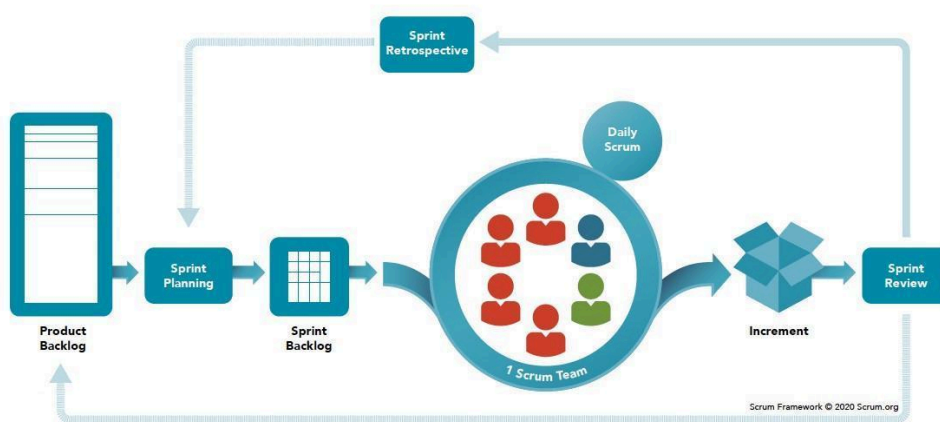 Sprint
Retrospective
Daily
Scrum
Sprint
Planning
Sprint
Review
Product
Backlog
Sprint
Backlog
Increment
1 Scrum Team
Scrum Framework © 2020 Scrum.org